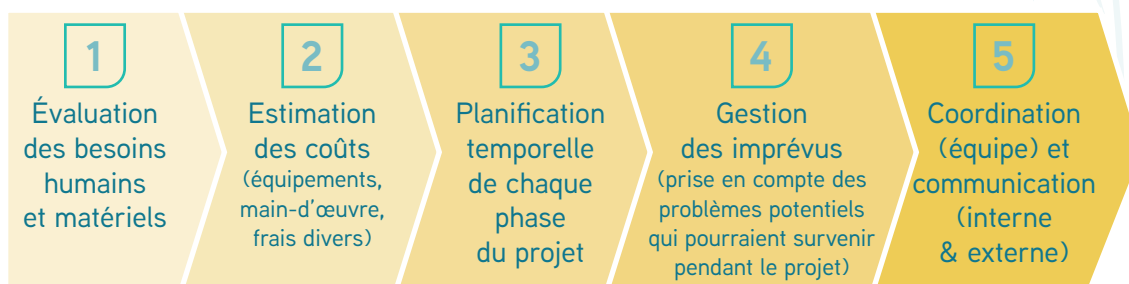 1
Évaluation
des besoins
humains
et matériels
2
Estimation
des coûts
(équipements,
main-d'œuvre,
frais divers)
3
Planification
temporelle
de chaque
phase
du projet
4
Gestion
des imprévus
(prise en compte des
problèmes potentiels
qui pourraient survenir
pendant le projet)
5
Coordination
(équipe) et
communication
(interne
& externe)